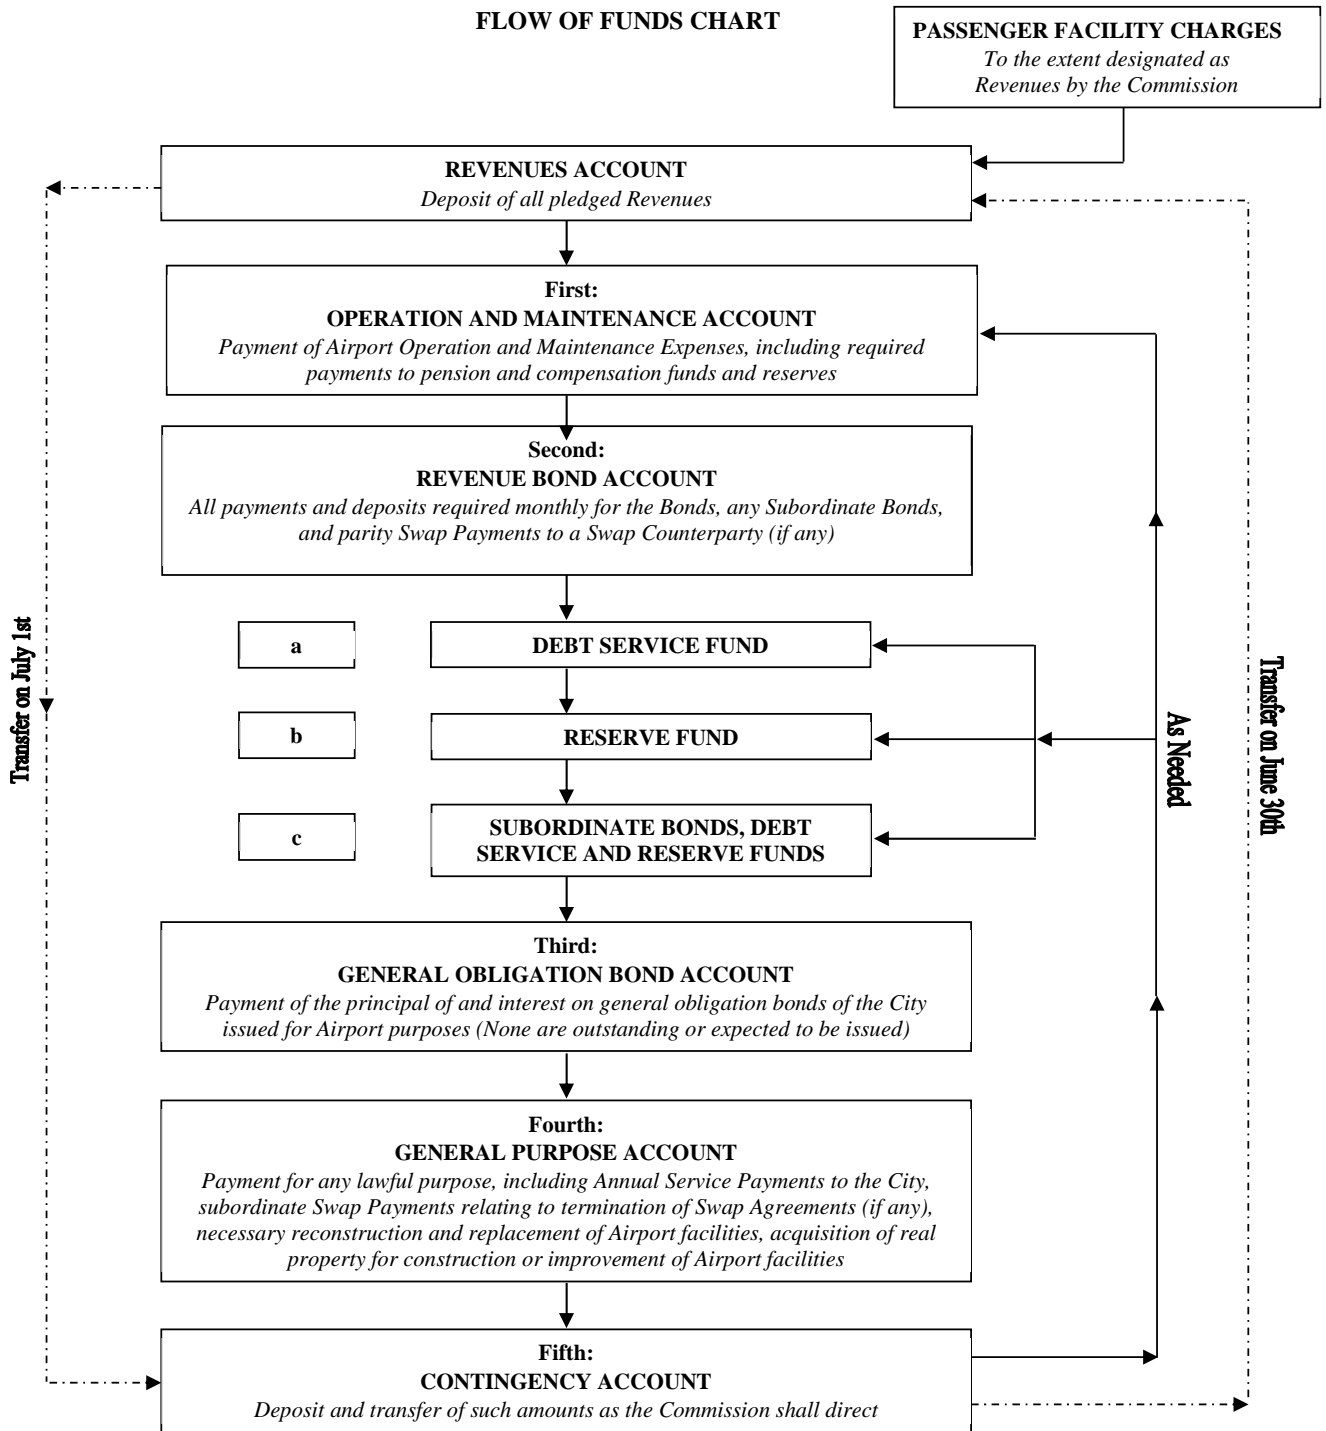 FLOW OF FUNDS CHART
PASSENGER FACILITY CHARGES
To the extent designated as
Revenues by the Commission
REVENUES ACCOUNT
Deposit of all pledged Revenues
First:
OPERATION AND MAINTENANCE ACCOUNT
Payment of Airport Operation and Maintenance Expenses, including required
payments to pension and compensation funds and reserves
Second:
REVENUE BOND ACCOUNT
All payments and deposits required monthly for the Bonds, any Subordinate Bonds,
and parity Swap Payments to a Swap Counterparty (if any)
a
DEBT SERVICE FUND
b
RESERVE FUND
c
SUBORDINATE BONDS, DEBT
SERVICE AND RESERVE FUNDS
Transfer on July 1st
As Needed
Transfer on June 30th
Third:
GENERAL OBLIGATION BOND ACCOUNT
Payment of the principal of and interest on general obligation bonds of the City
issued for Airport purposes (None are outstanding or expected to be issued)
Fourth:
GENERAL PURPOSE ACCOUNT
Payment for any lawful purpose, including Annual Service Payments to the City,
subordinate Swap Payments relating to termination of Swap Agreements (if any),
necessary reconstruction and replacement of Airport facilities, acquisition of real
property for construction or improvement of Airport facilities
Fifth:
CONTINGENCY ACCOUNT
Deposit and transfer of such amounts as the Commission shall direct